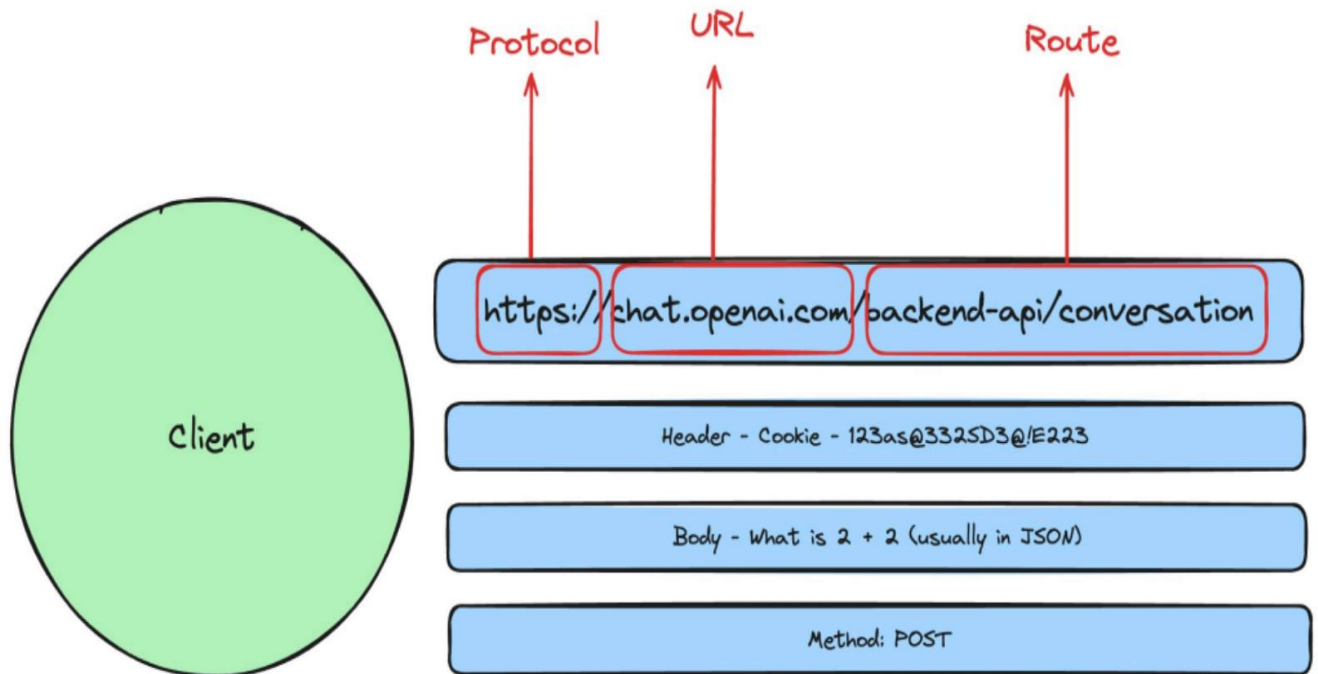 Protocol
URL
Route
https://chat.openai.com/backend-api/conversation
Client
Header - Cookie - 123as@3325D3@!E223
Body - What is 2 + 2 (usually in JSON)
Method: POST